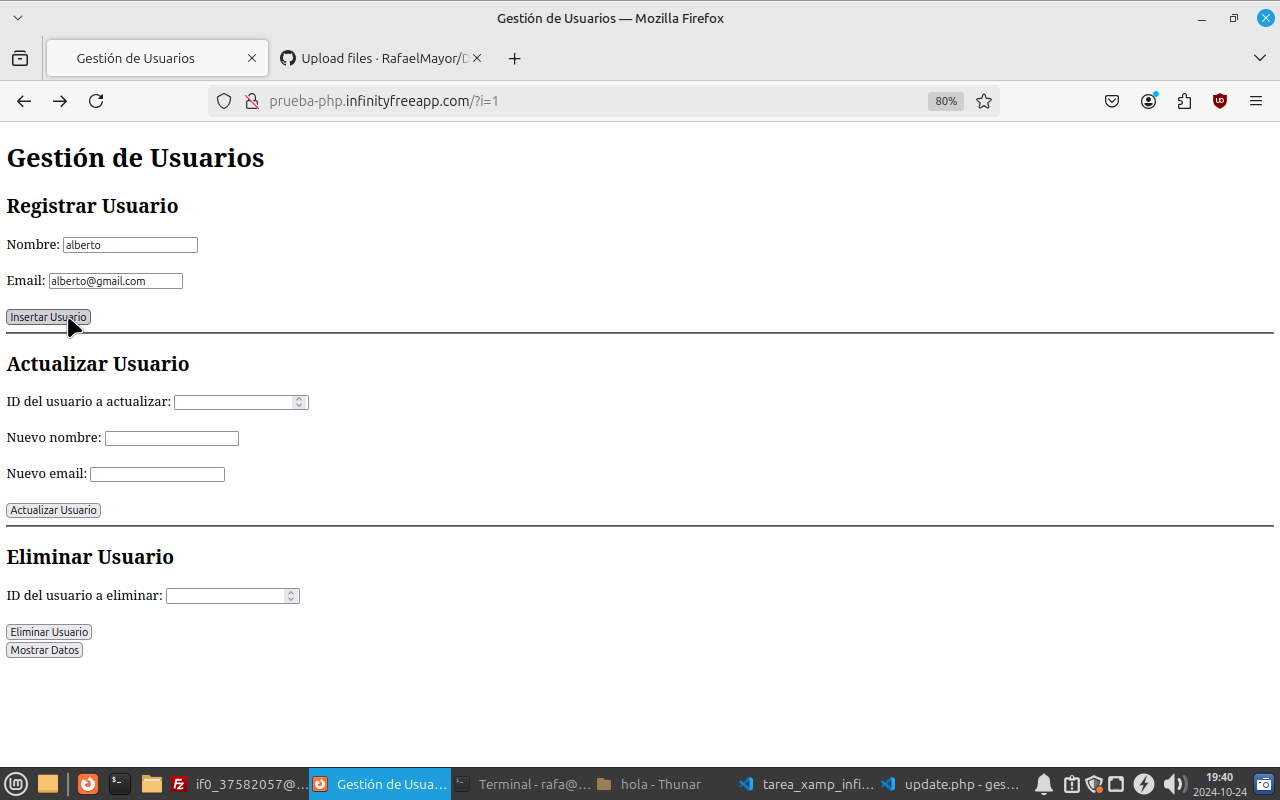 Gestión de Usuarios — Mozilla Firefox
Gestión de Usuarios
Upload files · RafaelMayor/D
prueba-php.infinityfreeapp.com/?i=1
80%
Gestión de Usuarios
Registrar Usuario
Nombre: alberto
Email: alberto@gmail.com
Insertar Usuario
Actualizar Usuario
ID del usuario a actualizar:
Nuevo nombre:
Nuevo email:
Actualizar Usuario
Eliminar Usuario
ID del usuario a eliminar:
Eliminar Usuario
Mostrar Datos
if0_37582057@...
Gestión de Usua...
Terminal - rafa@...
hola - Thunar
tarea_xamp_infi...
update.php - ges...
19:40
2024-10-24